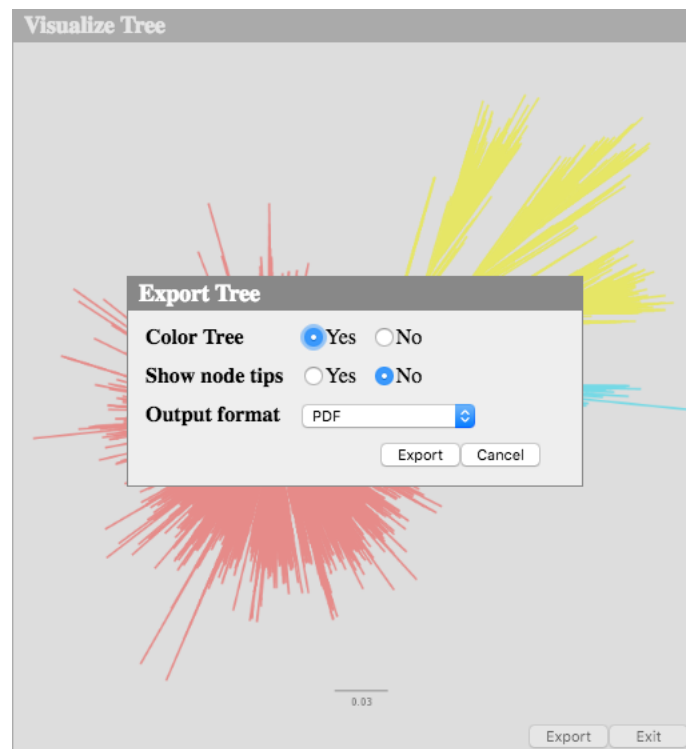 Visualize Tree
Export Tree
Color Tree Yes No
Show node tips Yes No
Output format PDF
Export Cancel
0.03
Export Exit